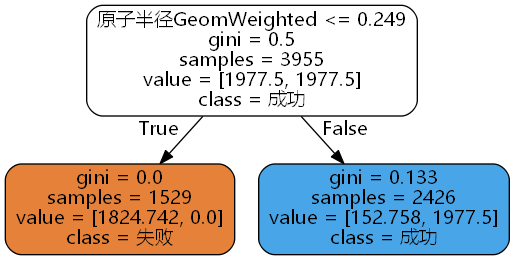 原子半径GeomWeighted <= 0.249
gini = 0.5
samples = 3955
value = [1977.5, 1977.5]
class = 成功
True
False
gini = 0.0
samples = 1529
value = [1824.742, 0.0]
class = 失败
gini = 0.133
samples = 2426
value = [152.758, 1977.5]
class = 成功